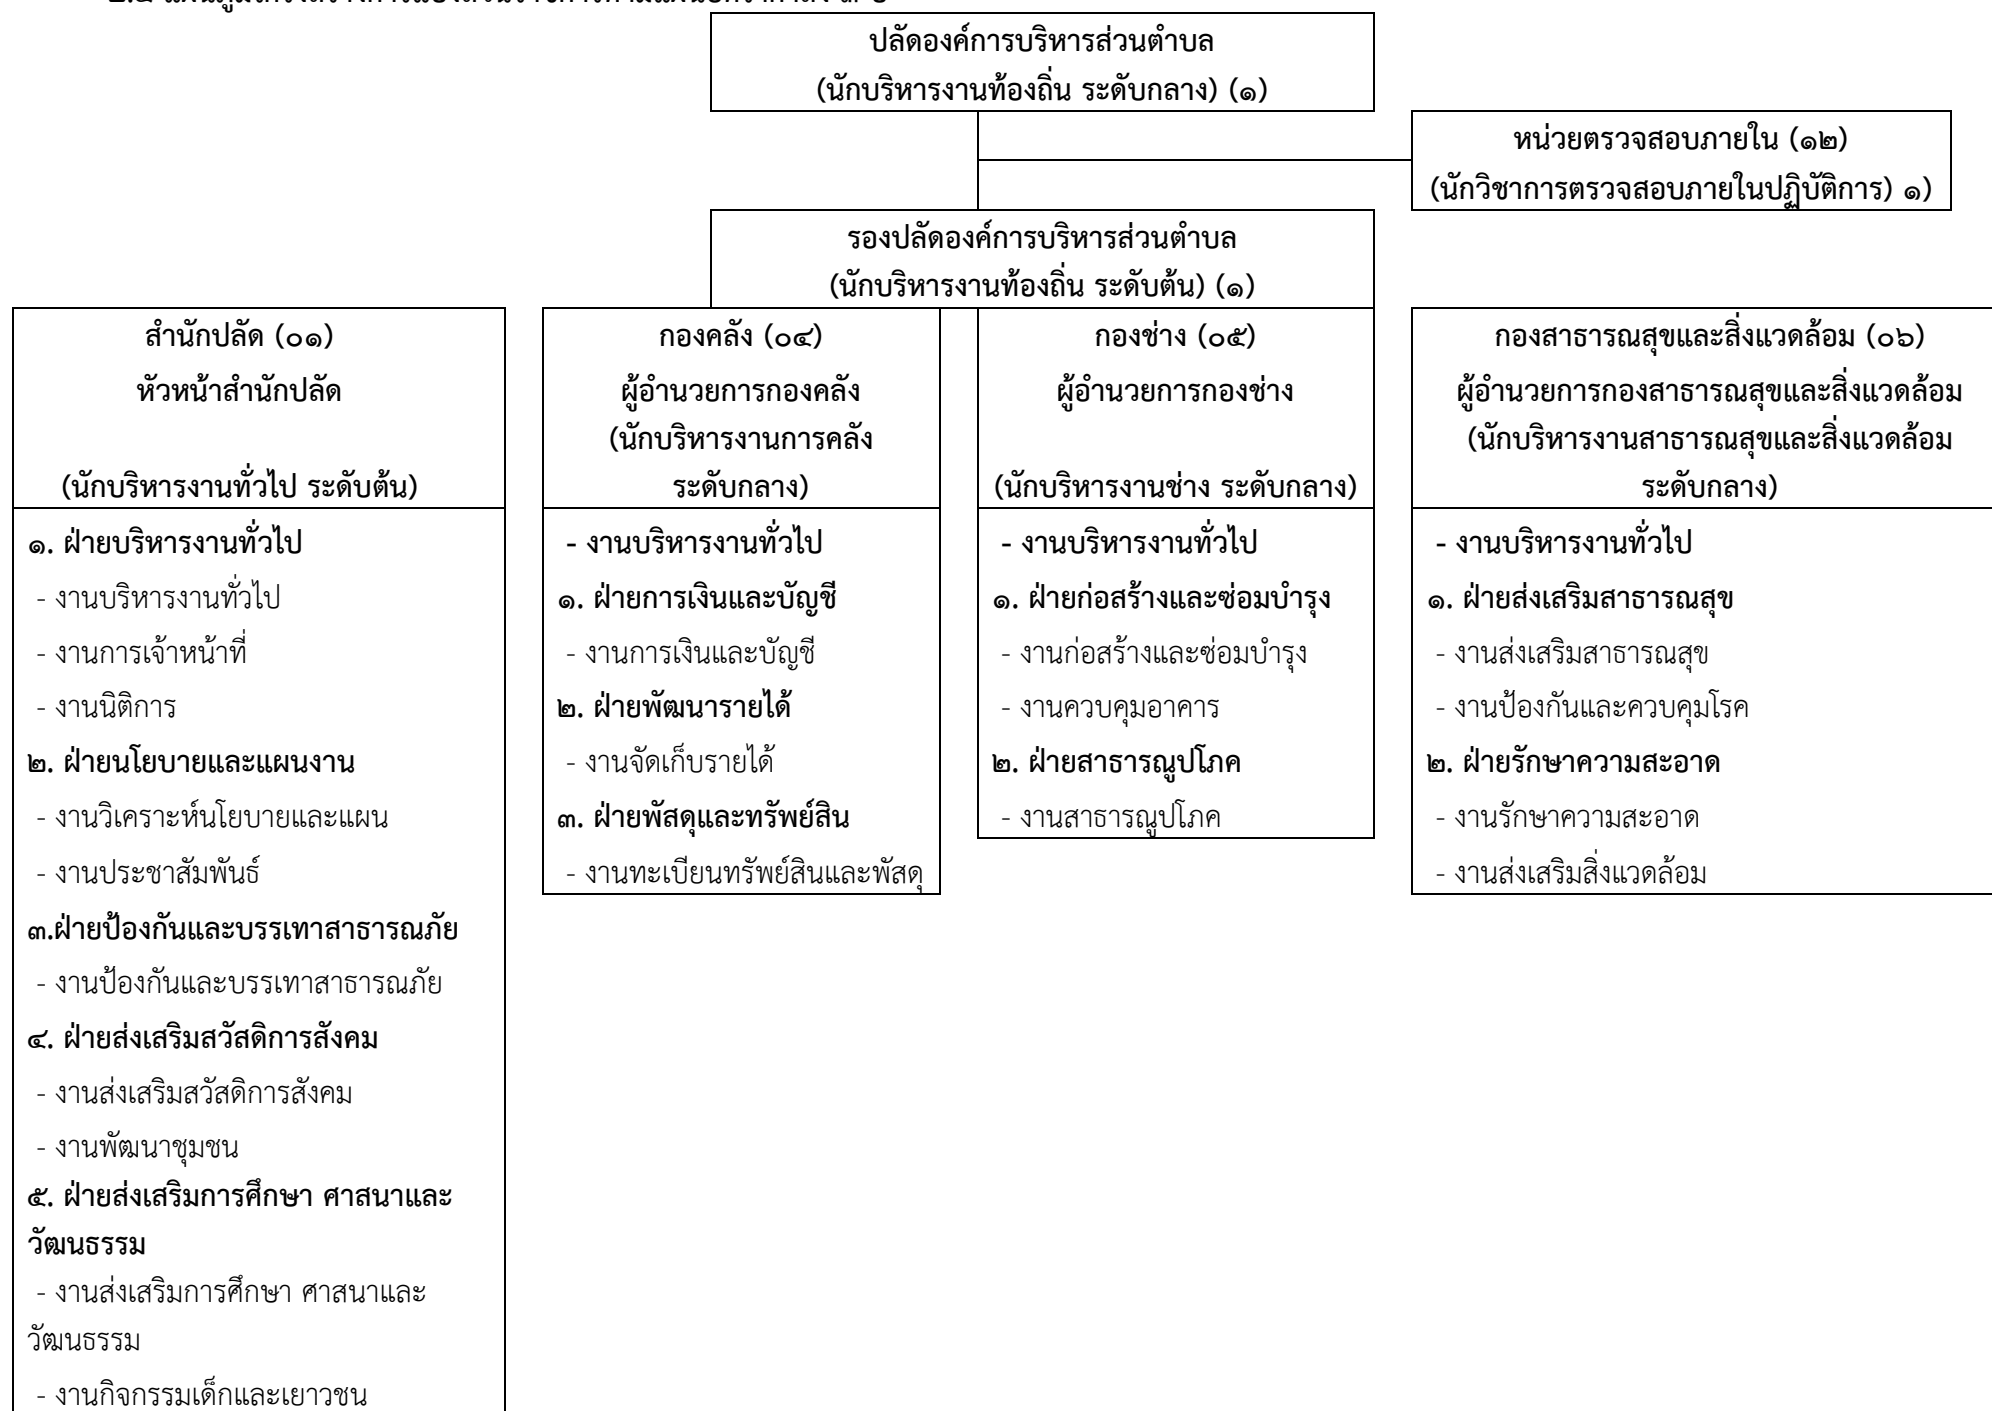 ปลัดองค์การบริหารส่วนตำบล
(นักบริหารงานท้องถิ่น ระดับกลาง) (๑)
หน่วยตรวจสอบภายใน (๑๒)
(นักวิชาการตรวจสอบภายในปฏิบัติการ) ๑)
รองปลัดองค์การบริหารส่วนตำบล
(นักบริหารงานท้องถิ่น ระดับต้น) (๑)
สำนักปลัด (๐๑)
หัวหน้าสำนักปลัด
(นักบริหารงานทั่วไป ระดับต้น)
๑. ฝ่ายบริหารงานทั่วไป
- งานบริหารงานทั่วไป
- งานการเจ้าหน้าที่
- งานนิติการ
๒. ฝ่ายนโยบายและแผนงาน
- งานวิเคราะห์นโยบายและแผน
- งานประชาสัมพันธ์
๓.ฝ่ายป้องกันและบรรเทาสาธารณภัย
- งานป้องกันและบรรเทาสาธารณภัย
๔. ฝ่ายส่งเสริมสวัสดิการสังคม
- งานส่งเสริมสวัสดิการสังคม
- งานพัฒนาชุมชน
๕. ฝ่ายส่งเสริมการศึกษา ศาสนาและ
วัฒนธรรม
- งานส่งเสริมการศึกษา ศาสนาและ
วัฒนธรรม
- งานกิจกรรมเด็กและเยาวชน
กองคลัง (๐๔)
ผู้อำนวยการกองคลัง
(นักบริหารงานการคลัง
ระดับกลาง)
- งานบริหารงานทั่วไป
๑. ฝ่ายการเงินและบัญชี
- งานการเงินและบัญชี
๒. ฝ่ายพัฒนารายได้
- งานจัดเก็บรายได้
๓. ฝ่ายพัสดุและทรัพย์สิน
- งานทะเบียนทรัพย์สินและพัสดุ
กองช่าง (๐๕)
ผู้อำนวยการกองช่าง
(นักบริหารงานช่าง ระดับกลาง)
- งานบริหารงานทั่วไป
๑. ฝ่ายก่อสร้างและซ่อมบำรุง
- งานก่อสร้างและซ่อมบำรุง
- งานควบคุมอาคาร
๒. ฝ่ายสาธารณูปโภค
- งานสาธารณูปโภค
กองสาธารณสุขและสิ่งแวดล้อม (๐๖)
ผู้อำนวยการกองสาธารณสุขและสิ่งแวดล้อม
(นักบริหารงานสาธารณสุขและสิ่งแวดล้อม
ระดับกลาง)
- งานบริหารงานทั่วไป
๑. ฝ่ายส่งเสริมสาธารณสุข
- งานส่งเสริมสาธารณสุข
- งานป้องกันและควบคุมโรค
๒. ฝ่ายรักษาความสะอาด
- งานรักษาความสะอาด
- งานส่งเสริมสิ่งแวดล้อม